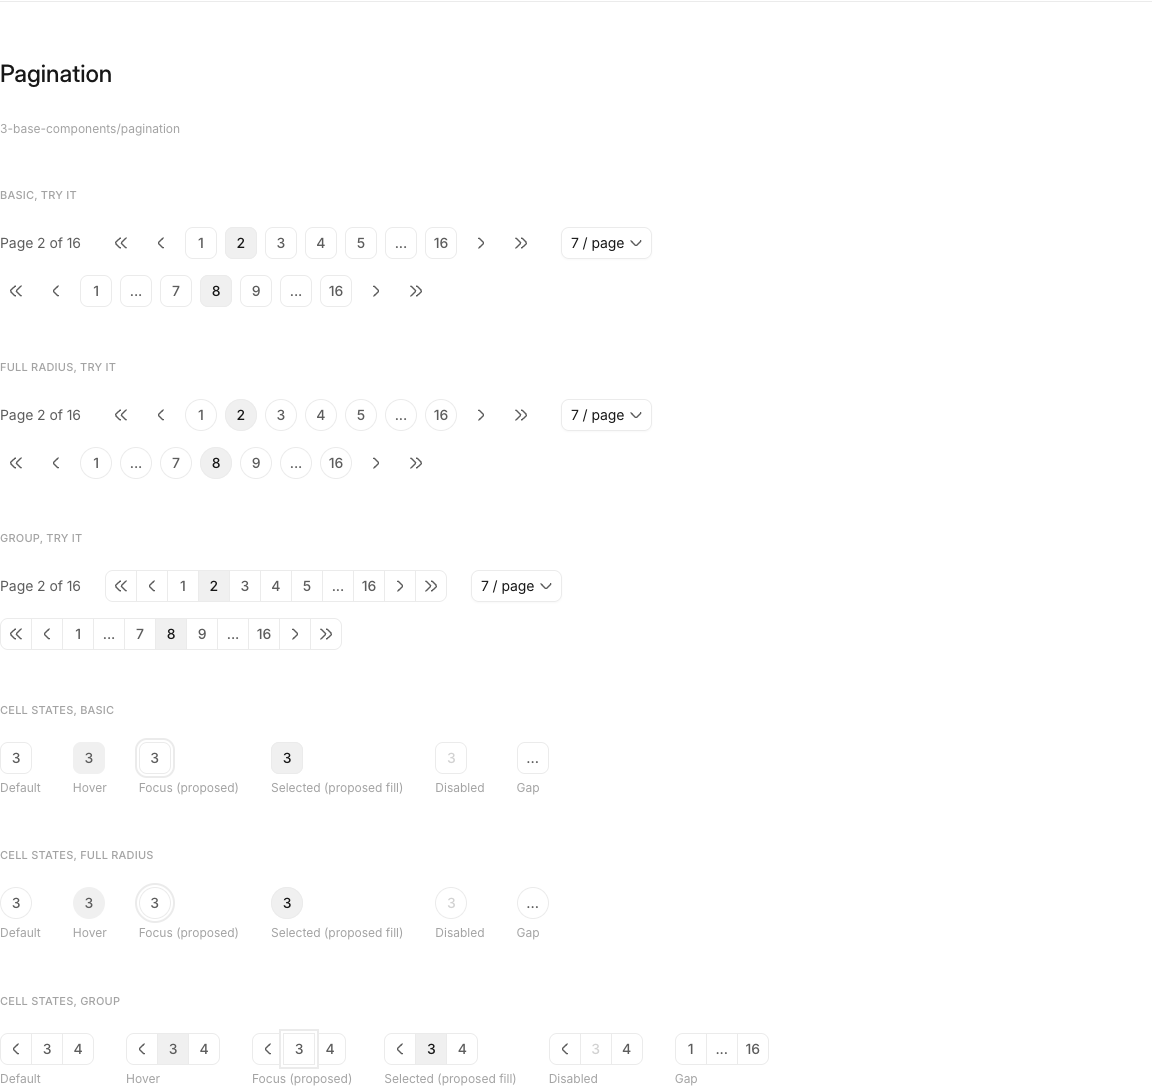 Pagination
3-base-components/pagination
BASIC, TRY IT
Page 2 of 16 1 2 3 4 5 ... 16 7 / page
1 ... 7 8 9 ... 16
FULL RADIUS, TRY IT
Page 2 of 16 1 2 3 4 5 ... 16 7 / page
1 ... 7 8 9 ... 16
GROUP, TRY IT
Page 2 of 16 1 2 3 4 5 ... 16 7 / page
1 ... 7 8 9 ... 16
CELL STATES, BASIC
3 3 3 3 3 ...
Default Hover Focus (proposed) Selected (proposed fill) Disabled Gap
CELL STATES, FULL RADIUS
3 3 3 3 3 ...
Default Hover Focus (proposed) Selected (proposed fill) Disabled Gap
CELL STATES, GROUP
3 4 3 4 3 4 3 4 3 4 1 ... 16
Default Hover Focus (proposed) Selected (proposed fill) Disabled Gap